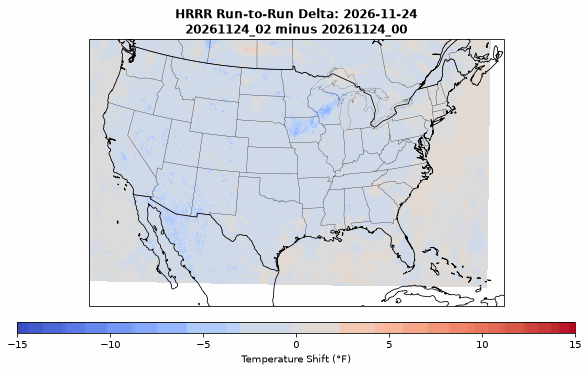 HRRR Run-to-Run Delta: 2026-11-24
20261124_02 minus 20261124_00
−15 −10 −5 0 5 10 15
Temperature Shift (°F)